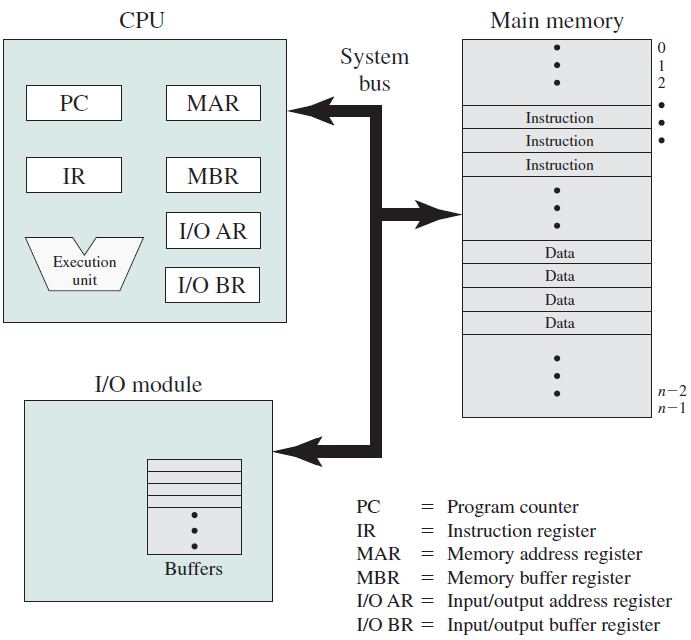 CPU
Main memory
System
bus
PC
MAR
IR
MBR
I/O AR
I/O BR
Execution
unit
0
1
2
Instruction
Instruction
Instruction
Data
Data
Data
Data
n−2
n−1
I/O module
Buffers
PC = Program counter
IR = Instruction register
MAR = Memory address register
MBR = Memory buffer register
I/O AR = Input/output address register
I/O BR = Input/output buffer register